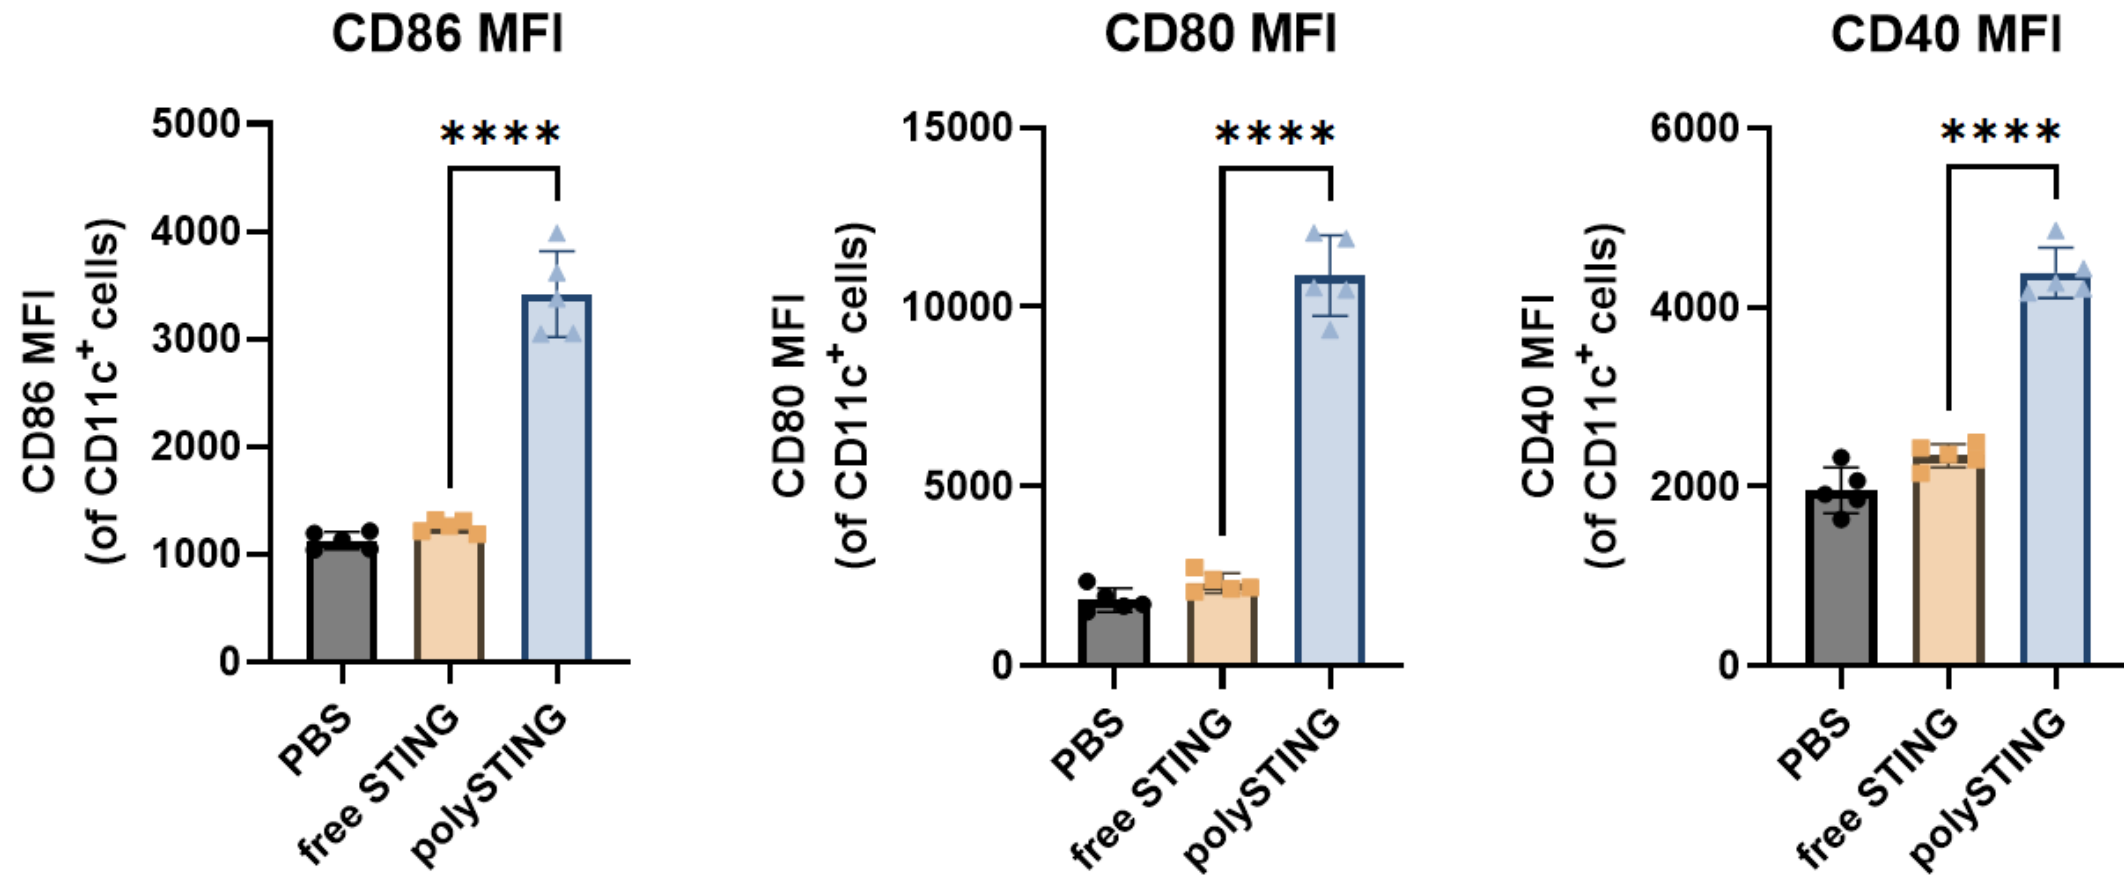 CD86 MFI
CD86 MFI
(of CD11c+ cells)
5000
4000
3000
2000
1000
0
****
PBS
free STING
polySTING
CD80 MFI
CD80 MFI
(of CD11c+ cells)
15000
10000
5000
0
****
PBS
free STING
polySTING
CD40 MFI
CD40 MFI
(of CD11c+ cells)
6000
4000
2000
0
****
PBS
free STING
polySTING